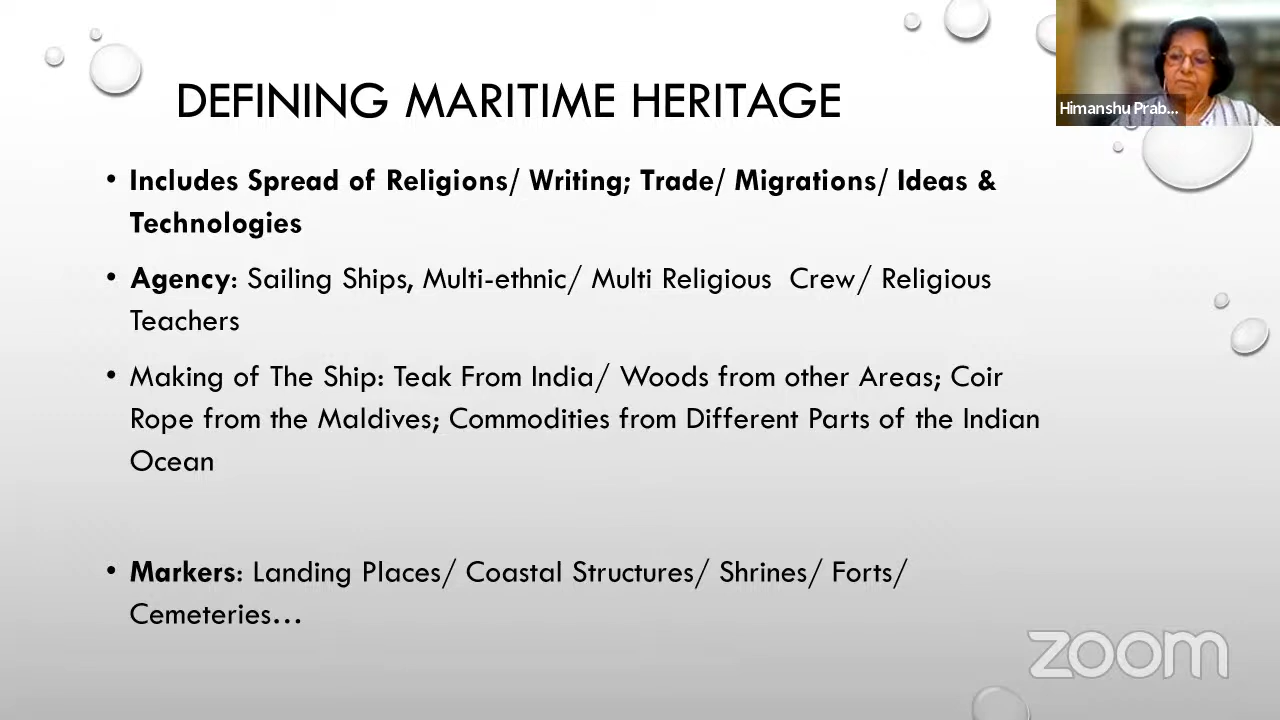 DEFINING MARITIME HERITAGE
Himanshu Prab...
• Includes Spread of Religions/ Writing; Trade/ Migrations/ Ideas &
Technologies
• Agency: Sailing Ships, Multi-ethnic/ Multi Religious Crew/ Religious
Teachers
• Making of The Ship: Teak From India/ Woods from other Areas; Coir
Rope from the Maldives; Commodities from Different Parts of the Indian
Ocean
• Markers: Landing Places/ Coastal Structures/ Shrines/ Forts/
Cemeteries...
zoom